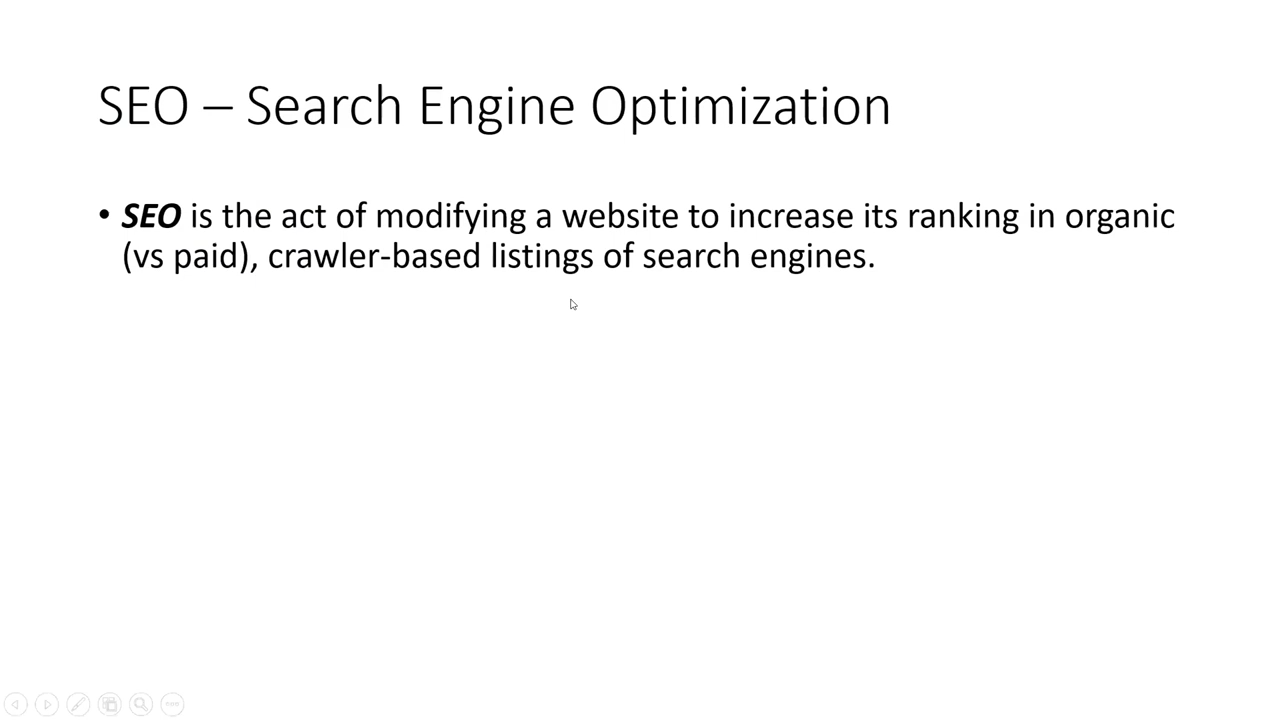 SEO – Search Engine Optimization
• SEO is the act of modifying a website to increase its ranking in organic
(vs paid), crawler-based listings of search engines.